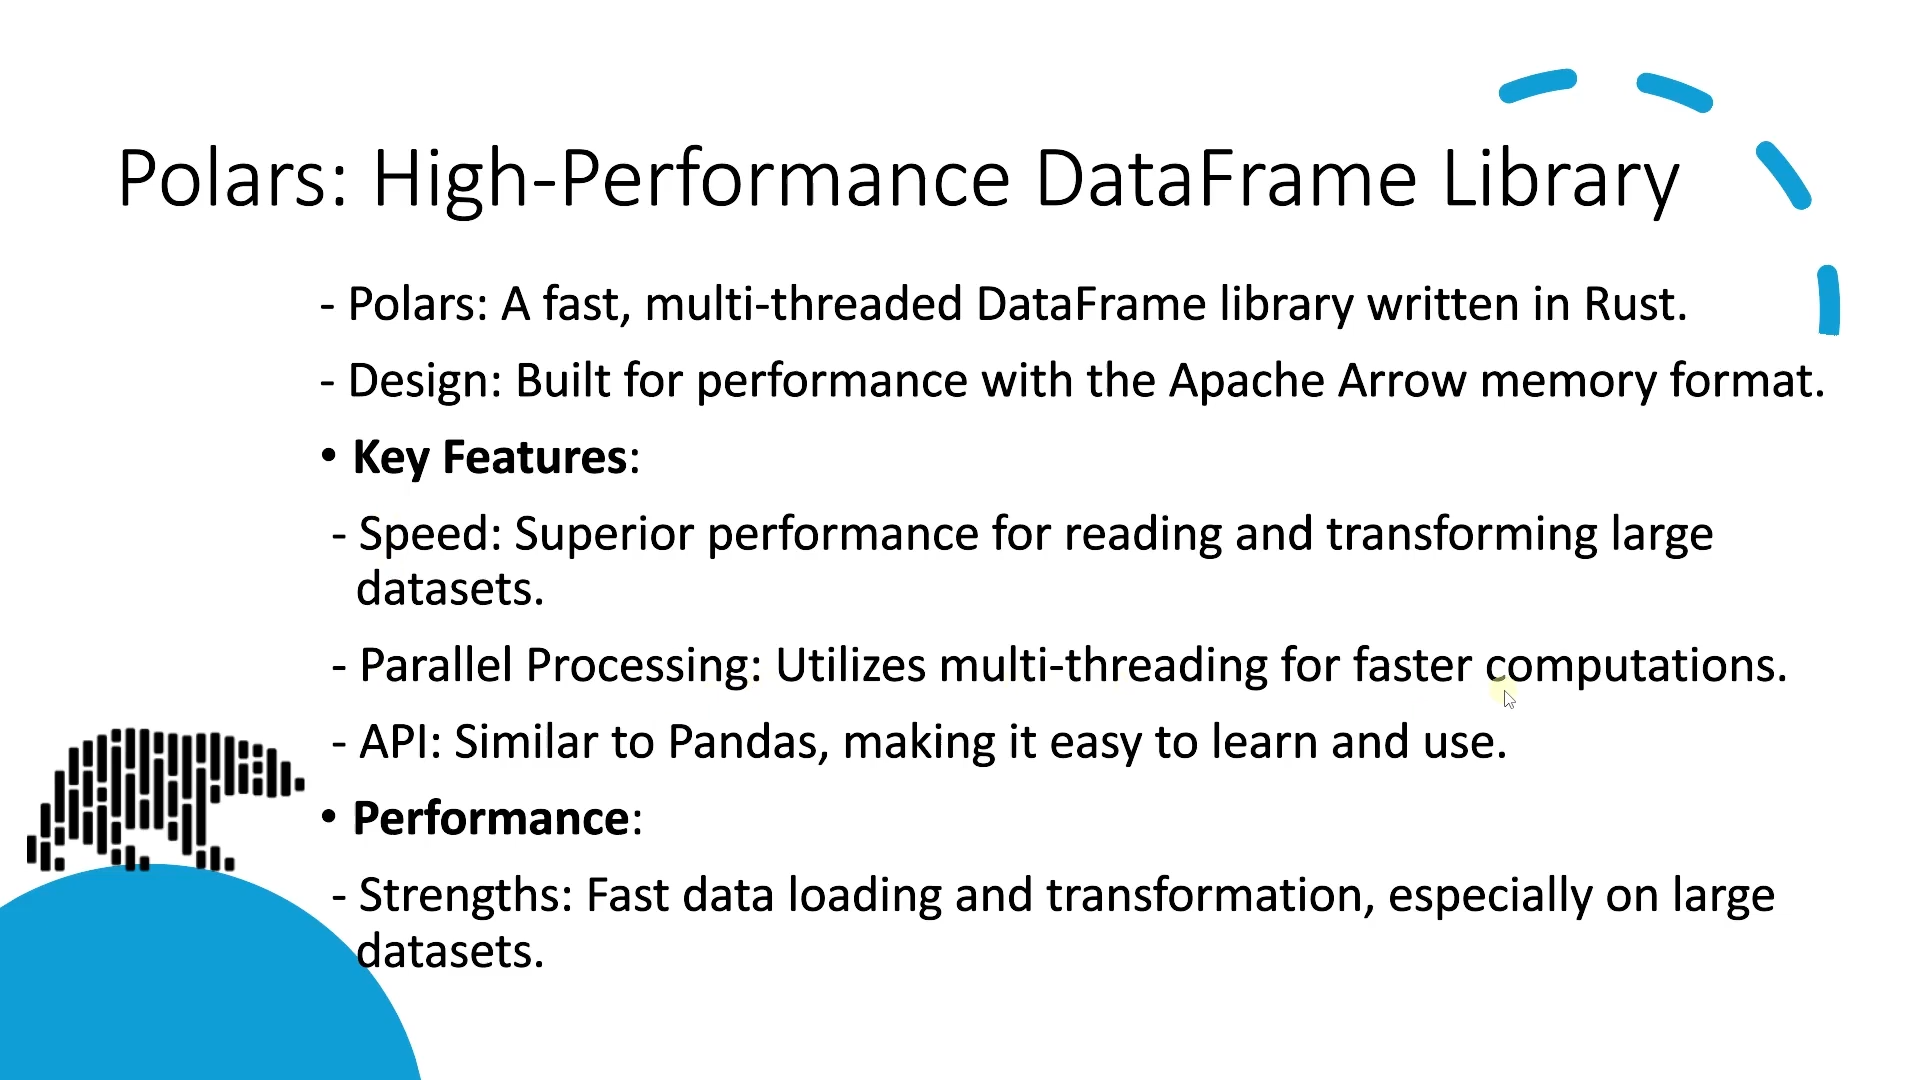 Polars: High-Performance DataFrame Library
- Polars: A fast, multi-threaded DataFrame library written in Rust.
- Design: Built for performance with the Apache Arrow memory format.
• Key Features:
- Speed: Superior performance for reading and transforming large
datasets.
- Parallel Processing: Utilizes multi-threading for faster computations.
- API: Similar to Pandas, making it easy to learn and use.
• Performance:
- Strengths: Fast data loading and transformation, especially on large
datasets.